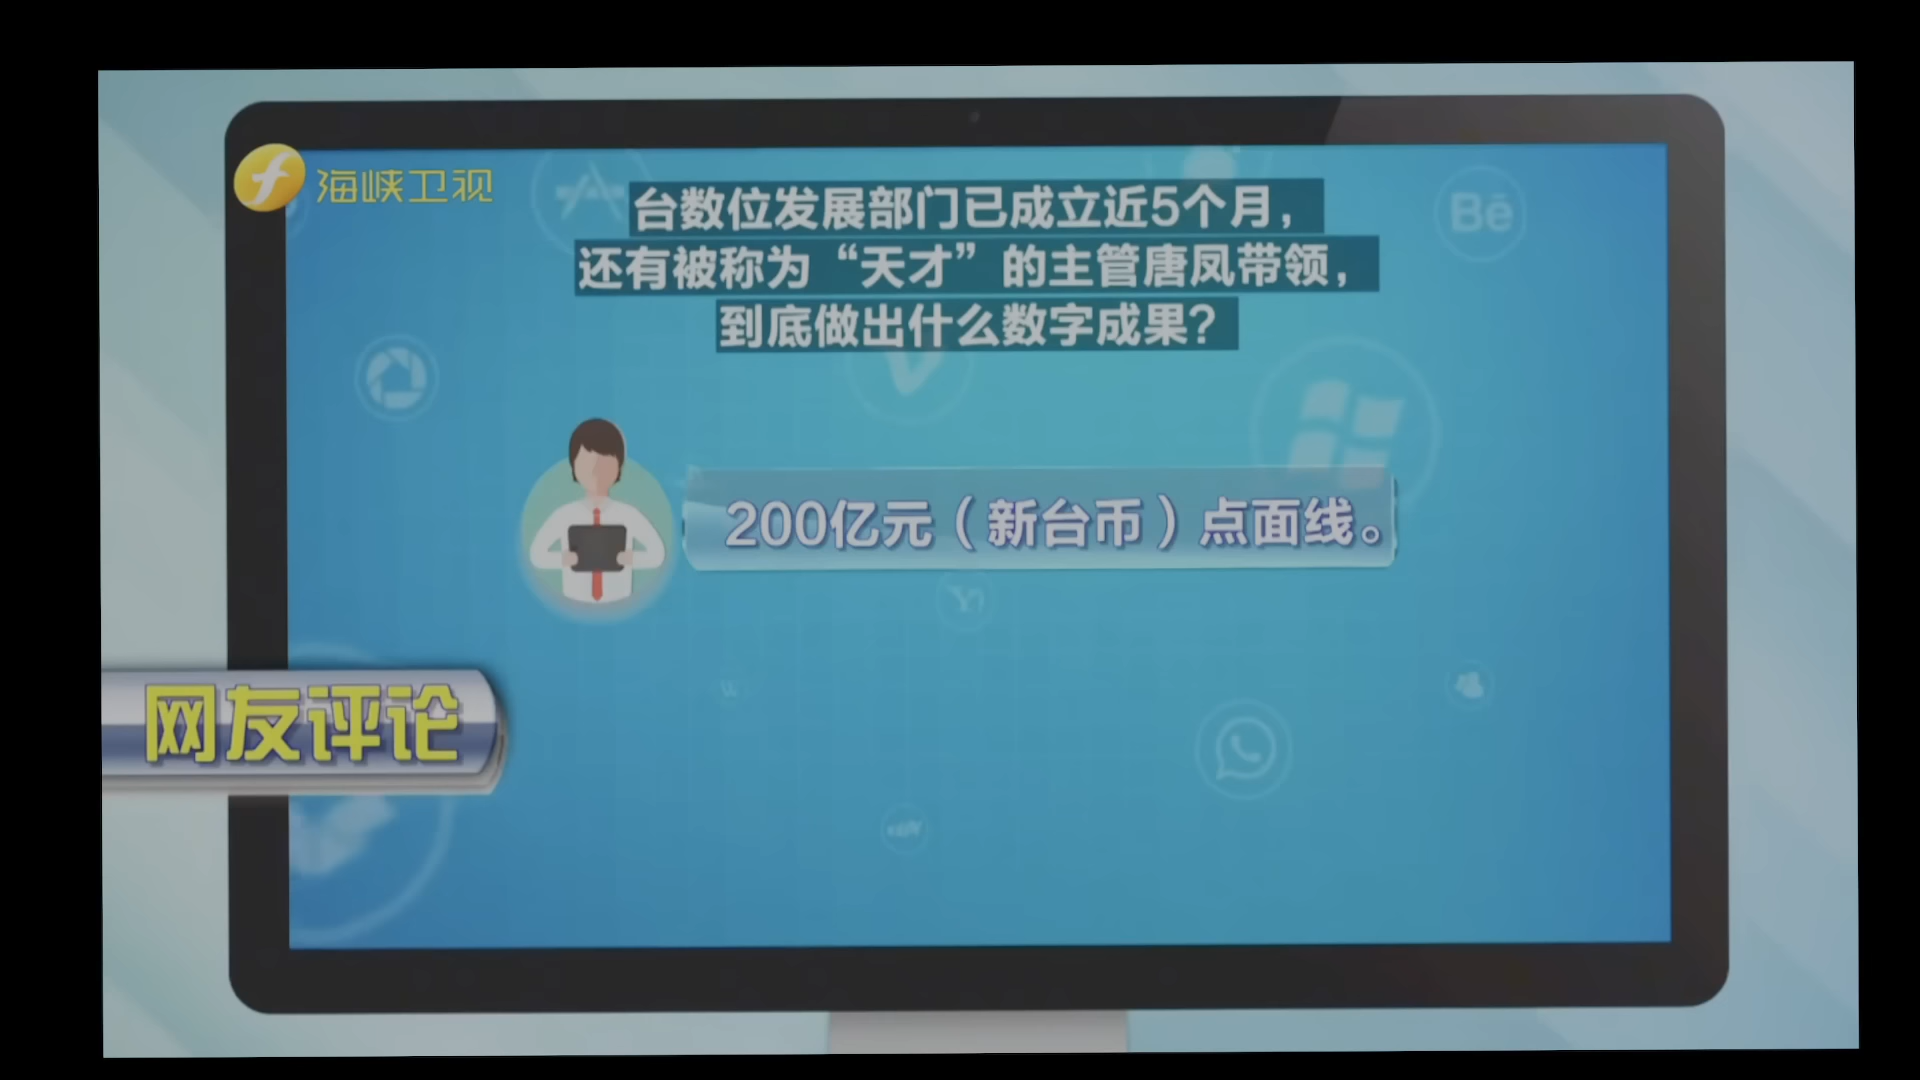 海峡卫视
台数位发展部门已成立近5个月，
还有被称为“天才”的主管唐凤带领，
到底做出什么数字成果？
Bē
200亿元（新台币）点面线。
Y!
W
网友评论